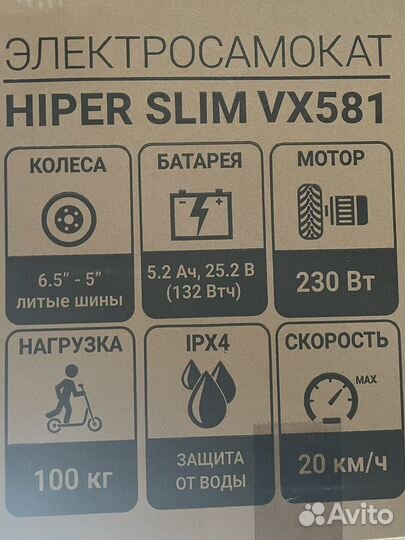 ЭЛЕКТРОСАМОКАТ
HIPER SLIM VX581
КОЛЕСА
6.5” - 5”
литые шины
БАТАРЕЯ
5.2 Ач, 25.2 В
(132 Втч)
МОТОР
230 Вт
НАГРУЗКА
100 кг
IPX4
ЗАЩИТА
ОТ ВОДЫ
СКОРОСТЬ
MAX
20 км/ч
Avito